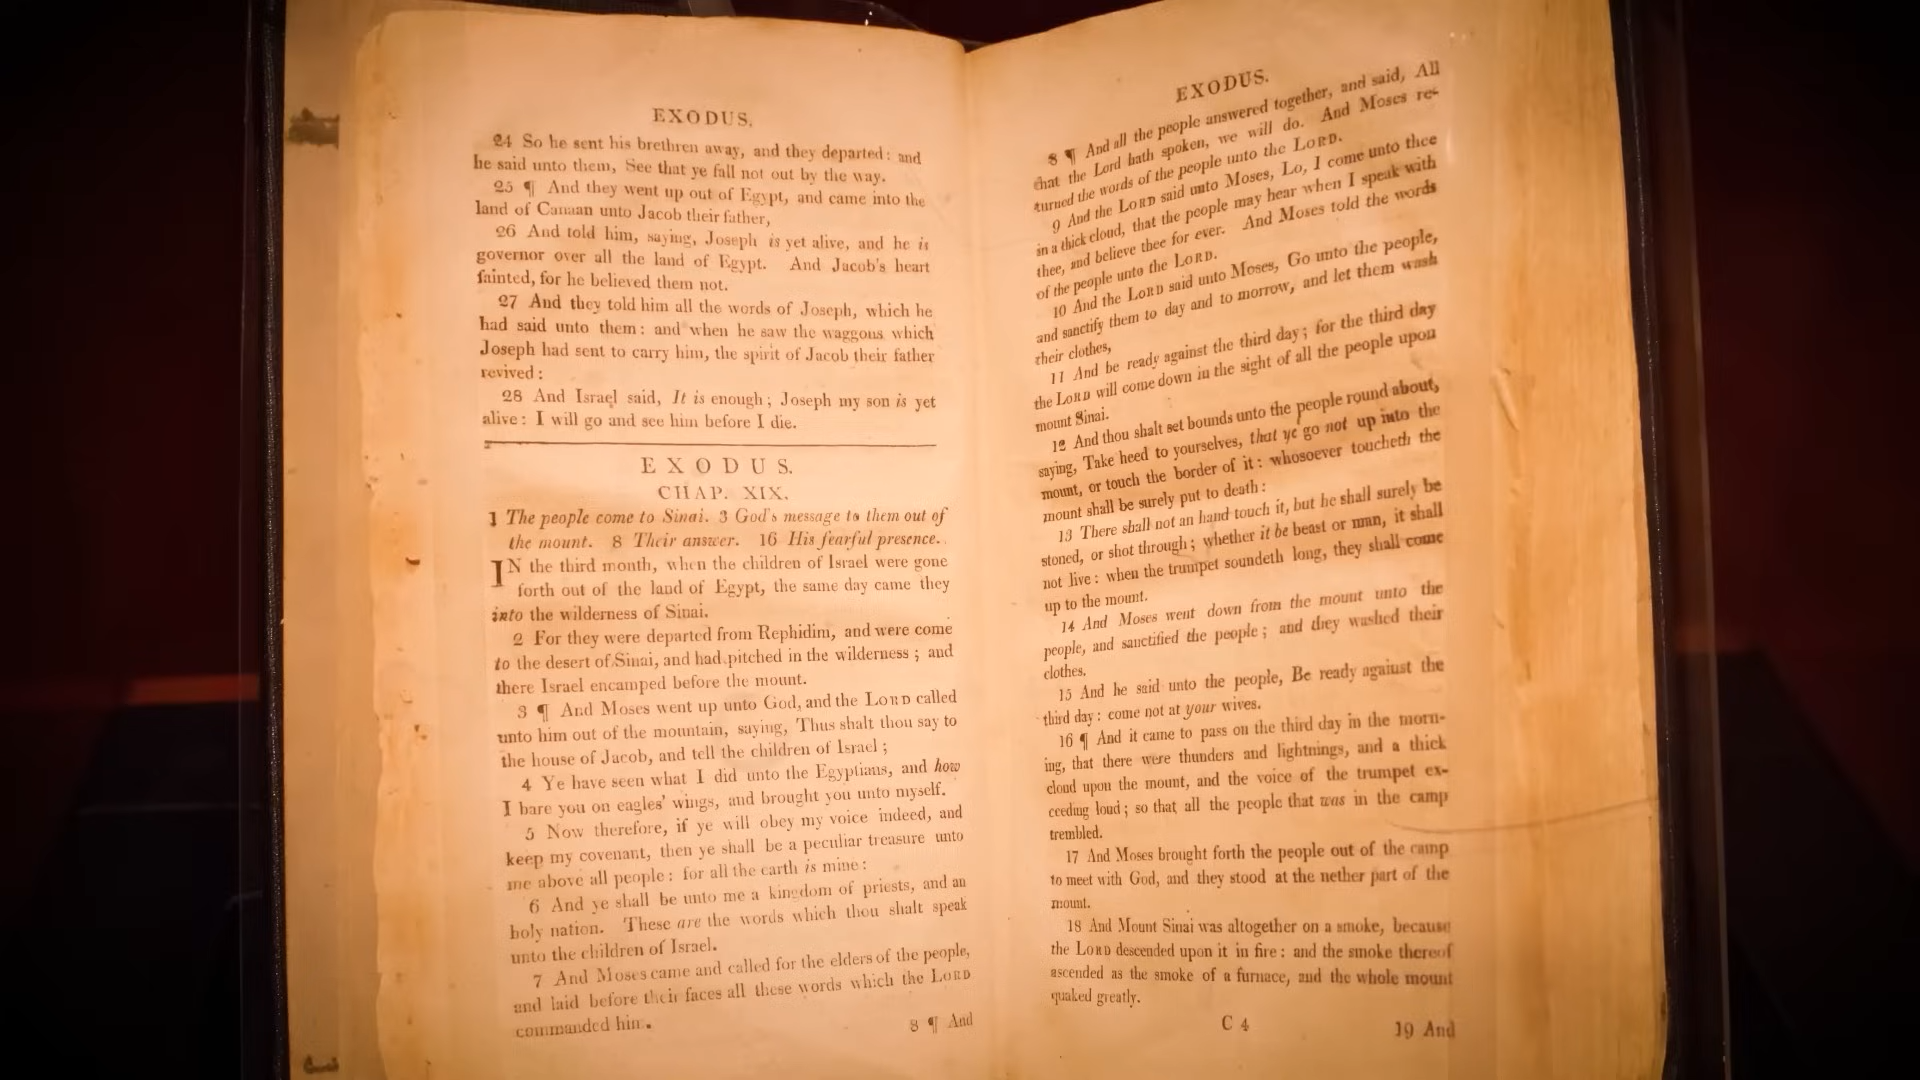 EXODUS.
24 So he sent his brethren away, and they departed: and
he said unto them, See that ye fall not out by the way.
25 ¶ And they went up out of Egypt, and came into the
land of Canaan unto Jacob their father,
26 And told him, saying, Joseph is yet alive, and he is
governor over all the land of Egypt. And Jacob's heart
fainted, for he believed them not.
27 And they told him all the words of Joseph, which he
had said unto them: and when he saw the waggons which
Joseph had sent to carry him, the spirit of Jacob their father
revived:
28 And Israel said, It is enough; Joseph my son is yet
alive: I will go and see him before I die.
EXODUS.
CHAP. XIX.
1 The people come to Sinai. 3 God's message to them out of
the mount. 8 Their answer. 16 His fearful presence.
IN the third month, when the children of Israel were gone
forth out of the land of Egypt, the same day came they
into the wilderness of Sinai.
2 For they were departed from Rephidim, and were come
to the desert of Sinai, and had pitched in the wilderness; and
there Israel encamped before the mount.
3 ¶ And Moses went up unto God, and the LORD called
unto him out of the mountain, saying, Thus shalt thou say to
the house of Jacob, and tell the children of Israel;
4 Ye have seen what I did unto the Egyptians, and how
I bare you on eagles' wings, and brought you unto myself.
5 Now therefore, if ye will obey my voice indeed, and
keep my covenant, then ye shall be a peculiar treasure unto
me above all people: for all the earth is mine:
6 And ye shall be unto me a kingdom of priests, and an
holy nation. These are the words which thou shalt speak
unto the children of Israel.
7 And Moses came and called for the elders of the people,
and laid before their faces all these words which the LORD
commanded him.
8 ¶ And
EXODUS.
8 ¶ And all the people answered together, and said, All
that the Lord hath spoken, we will do. And Moses re-
turned the words of the people unto the LORD.
9 And the LORD said unto Moses, Lo, I come unto thee
in a thick cloud, that the people may hear when I speak with
thee, and believe thee for ever. And Moses told the words
of the people unto the LORD.
10 And the LORD said unto Moses, Go unto the people,
and sanctify them to day and to morrow, and let them wash
their clothes,
11 And be ready against the third day; for the third day
the LORD will come down in the sight of all the people upon
mount Sinai.
12 And thou shalt set bounds unto the people round about,
saying, Take heed to yourselves, that ye go not up into the
mount, or touch the border of it: whosoever toucheth the
mount shall be surely put to death:
13 There shall not an hand touch it, but he shall surely be
stoned, or shot through; whether it be beast or man, it shall
not live: when the trumpet soundeth long, they shall come
up to the mount.
14 And Moses went down from the mount unto the
people, and sanctified the people; and they washed their
clothes.
15 And he said unto the people, Be ready against the
third day: come not at your wives.
16 ¶ And it came to pass on the third day in the morn-
ing, that there were thunders and lightnings, and a thick
cloud upon the mount, and the voice of the trumpet ex-
ceeding loud; so that all the people that was in the camp
trembled.
17 And Moses brought forth the people out of the camp
to meet with God, and they stood at the nether part of the
mount.
18 And Mount Sinai was altogether on a smoke, because
the LORD descended upon it in fire: and the smoke thereof
ascended as the smoke of a furnace, and the whole mount
quaked greatly.
C 4
19 And